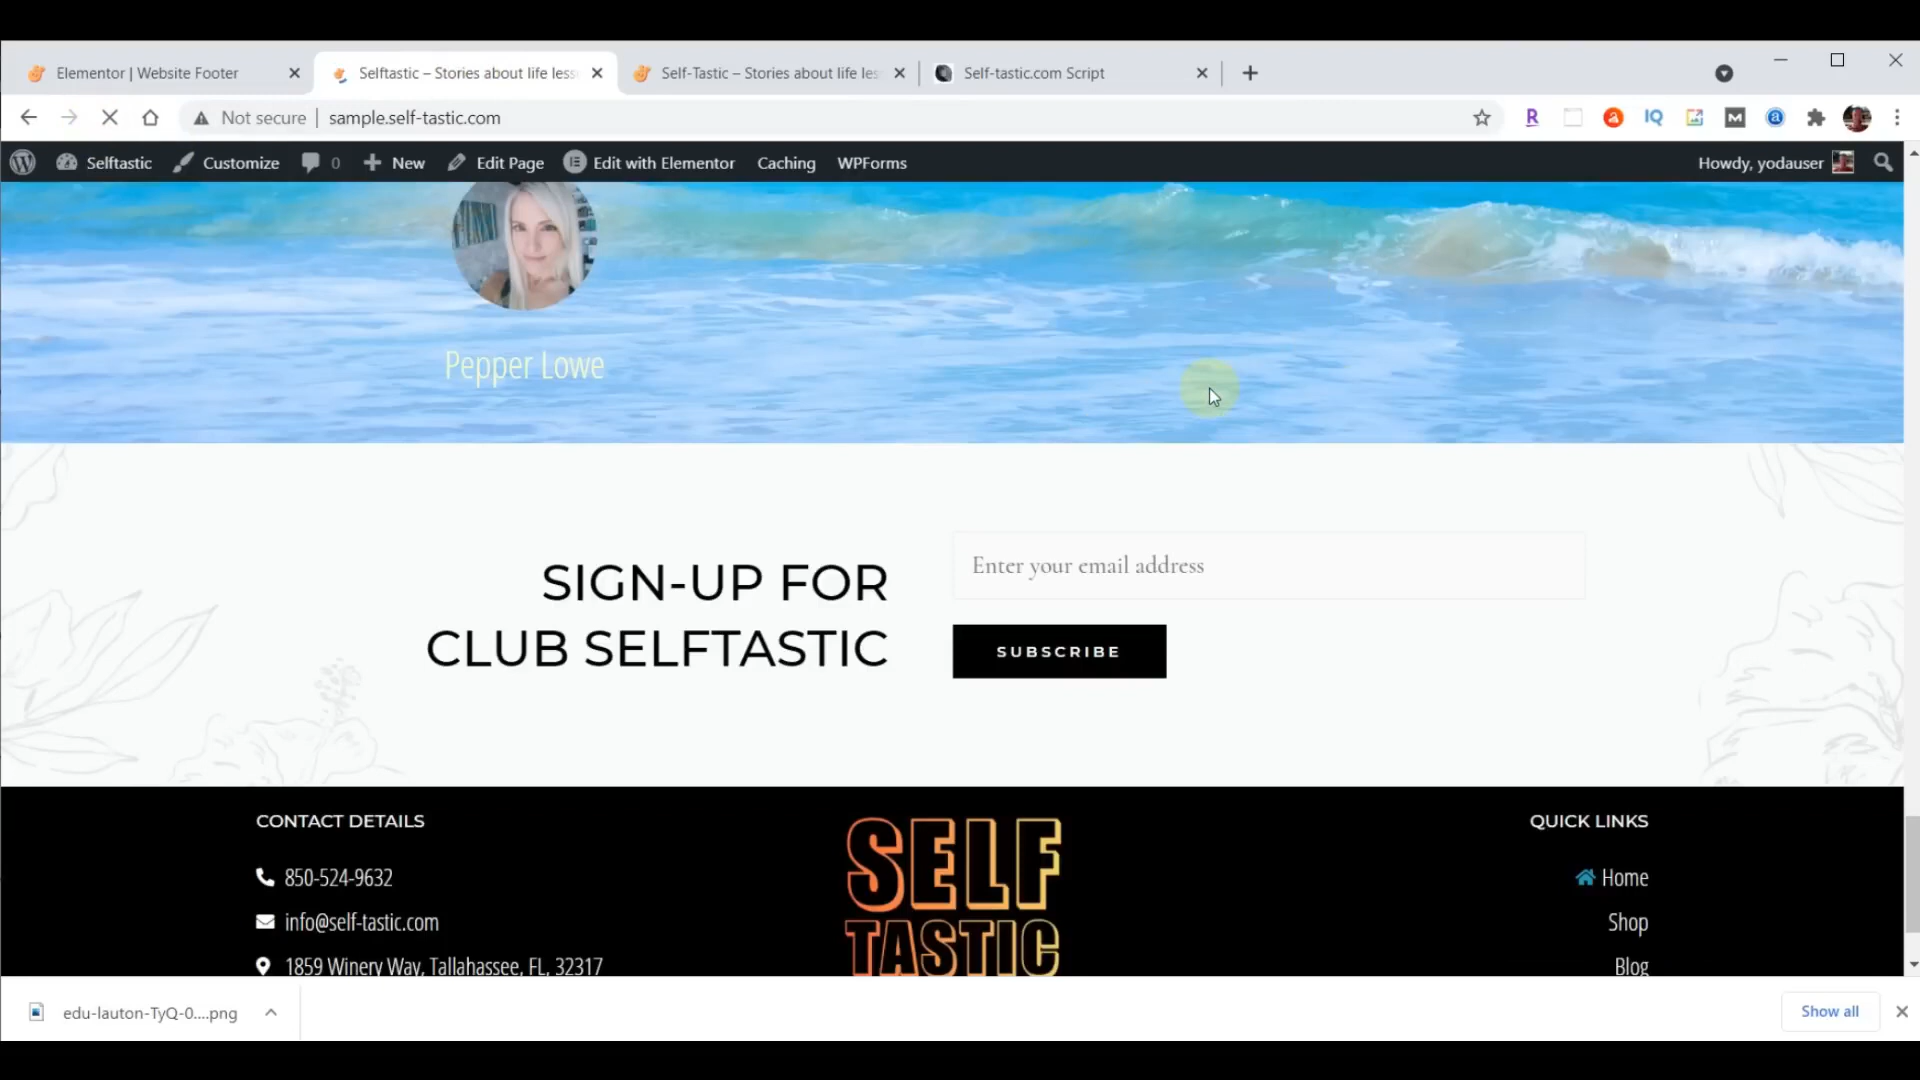 Elementor | Website Footer
Selftastic – Stories about life less
Self-Tastic – Stories about life les
Self-tastic.com Script
Not secure
sample.self-tastic.com
R
IQ
M
a
Selftastic
Customize
0
New
Edit Page
Edit with Elementor
Caching
WPForms
Howdy, yodauser
Pepper Lowe
SIGN-UP FOR
CLUB SELFTASTIC
Enter your email address
SUBSCRIBE
CONTACT DETAILS
850-524-9632
info@self-tastic.com
1859 Winery Way, Tallahassee, FL, 32317
SELF
TASTIC
QUICK LINKS
Home
Shop
Blog
edu-lauton-TyQ-0....png
Show all